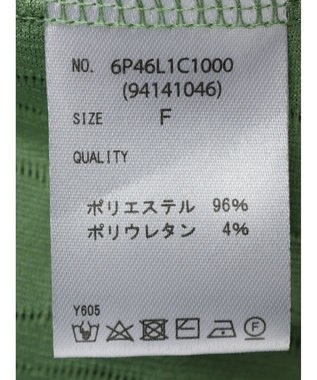 NO. 6P46L1C1000
(94141046)
SIZE F
QUALITY
ポリエステル 96%
ポリウレタン 4%
Y605
F